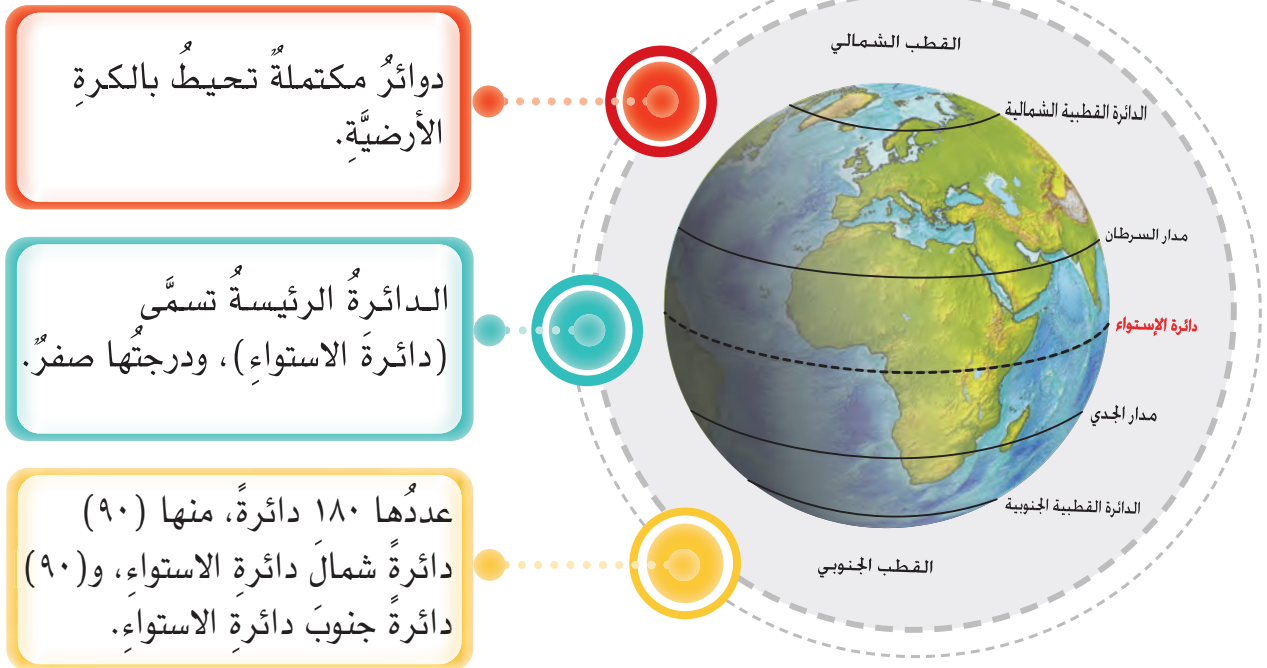 القطب الشمالي
الدائرة القطبية الشمالية
مدار السرطان
دائرة الإستواء
مدار الجدي
الدائرة القطبية الجنوبية
القطب الجنوبي
دوائرُ مكتملةٌ تحيطُ بالكرةِ
الأرضيَّةِ.
الدائرةُ الرئيسةُ تسمَّى
(دائرةَ الاستواءِ)، ودرجتُها صفرٌ.
عددُها ١٨٠ دائرةً، منها (٩٠)
دائرةً شمالَ دائرةِ الاستواءِ، و(٩٠)
دائرةً جنوبَ دائرةِ الاستواءِ.